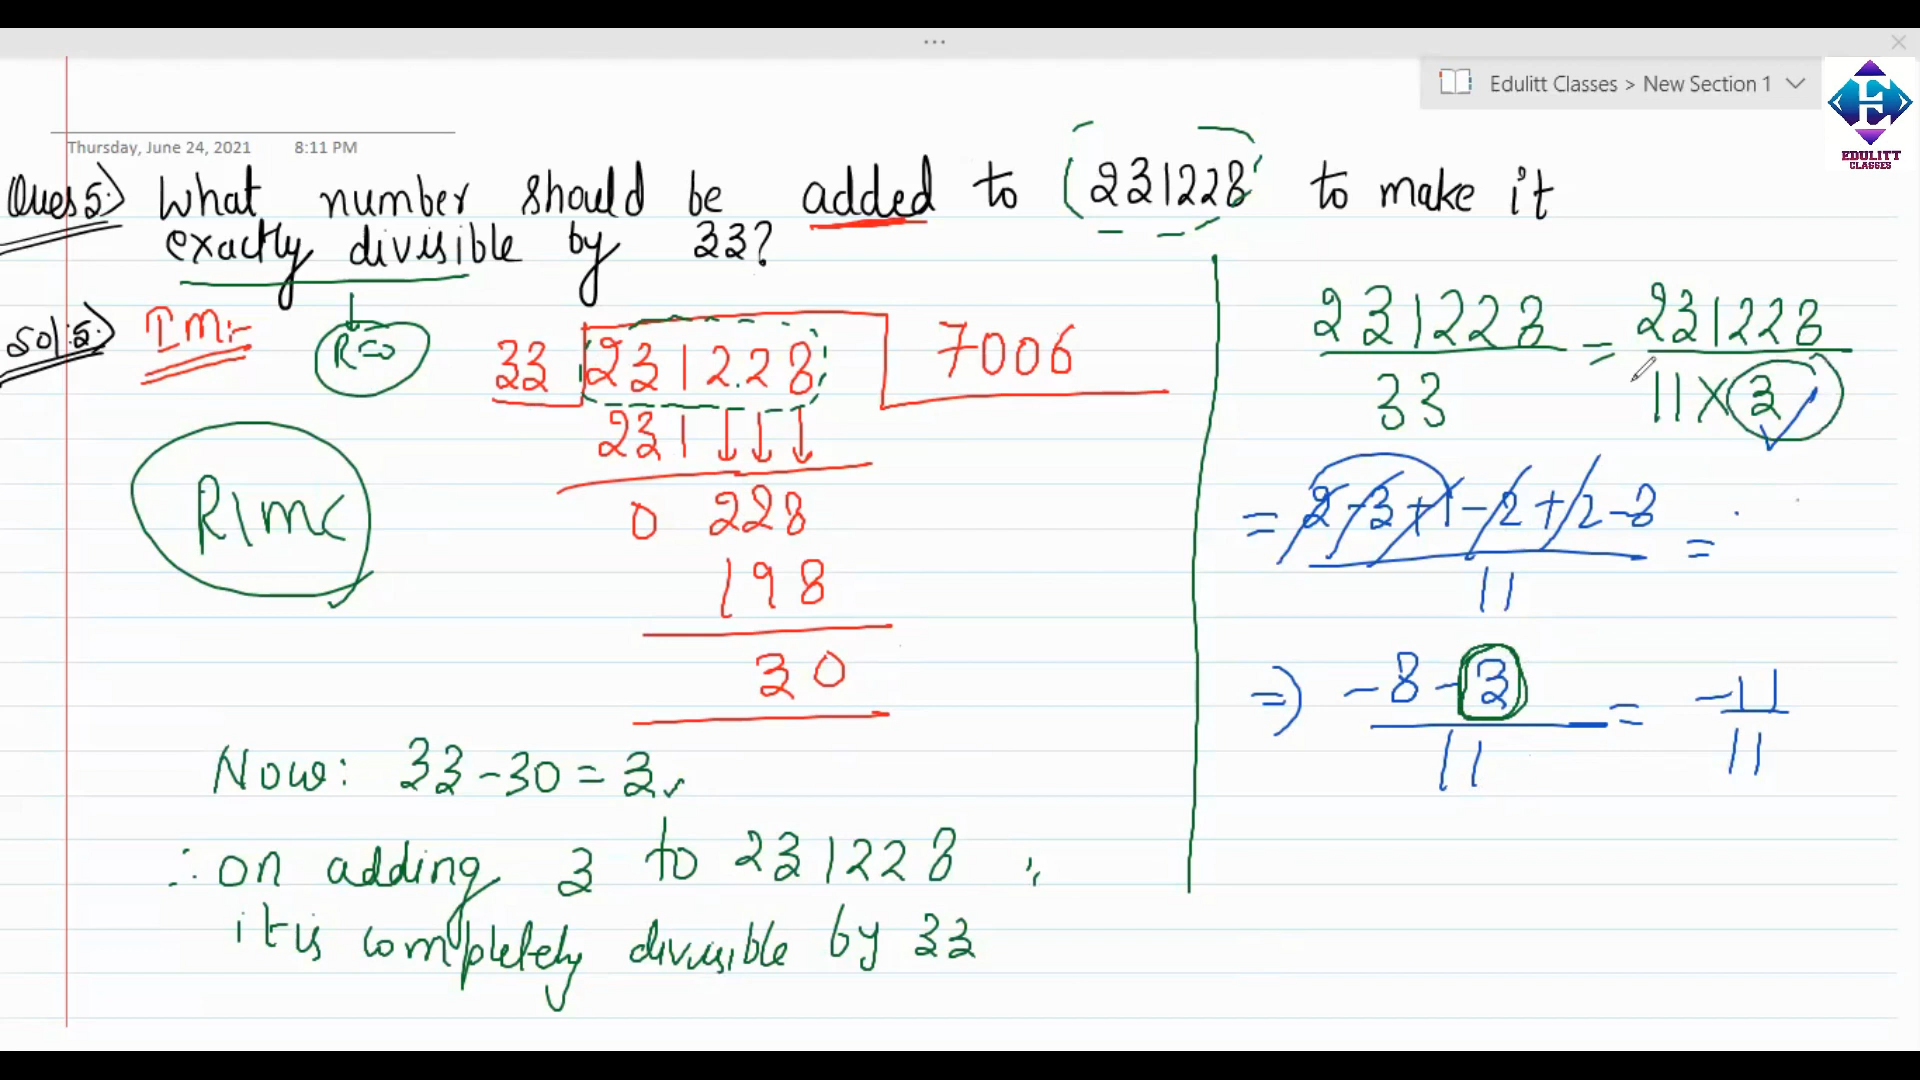 Edulitt Classes > New Section 1
EDULITT
CLASSES
Thursday, June 24, 2021 8:11 PM
Ques 5:) What number should be added to (231228) to make it
exactly divisible by 33?
Sol:5:) TM:-
R=0
33 231228 7006
231
0 228
198
30
R1mc
Now: 33-30=3
∴ on adding 3 to 231228,
it is completely divisible by 33
231228/33 = 231228/11×3
= 2-3+1-2+2-8/11 =
=) -8-3/11 = -11/11